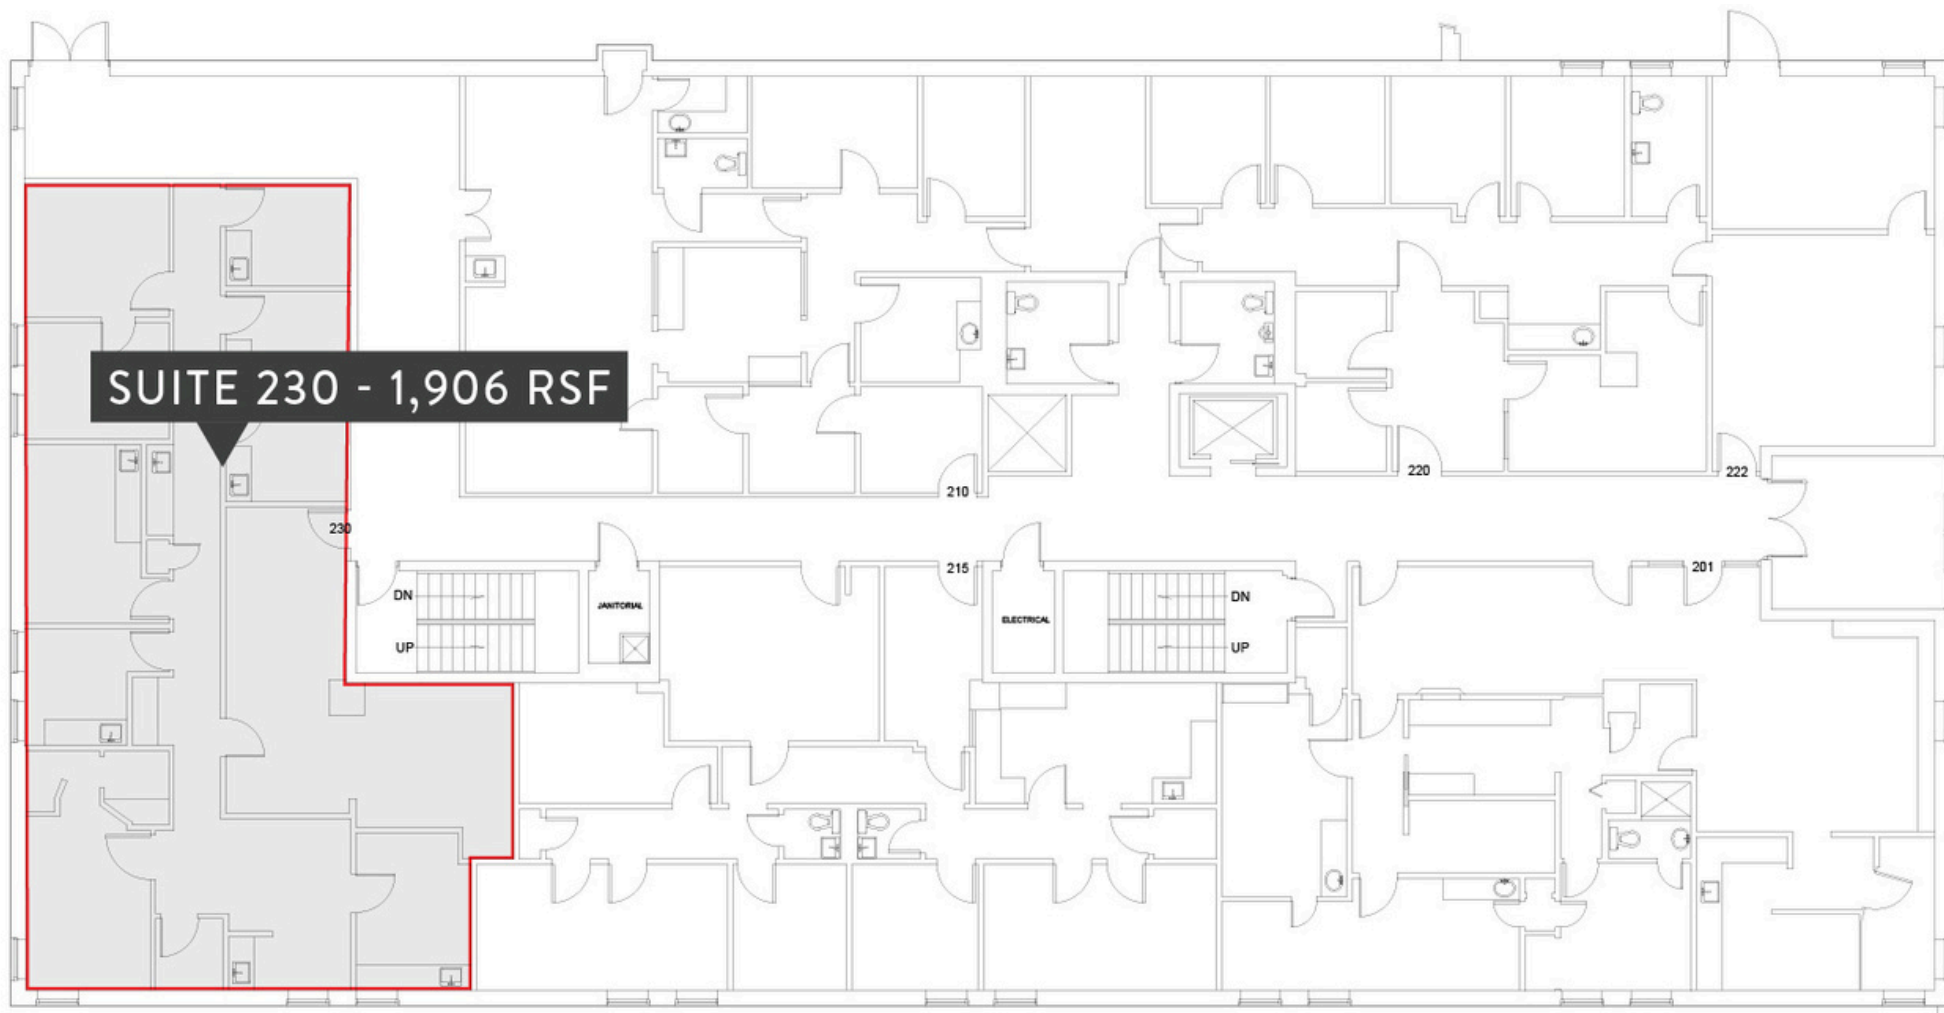 SUITE 230 - 1,906 RSF
220
222
210
230
215
201
DN
JANITORIAL
DN
ELECTRICAL
UP
UP